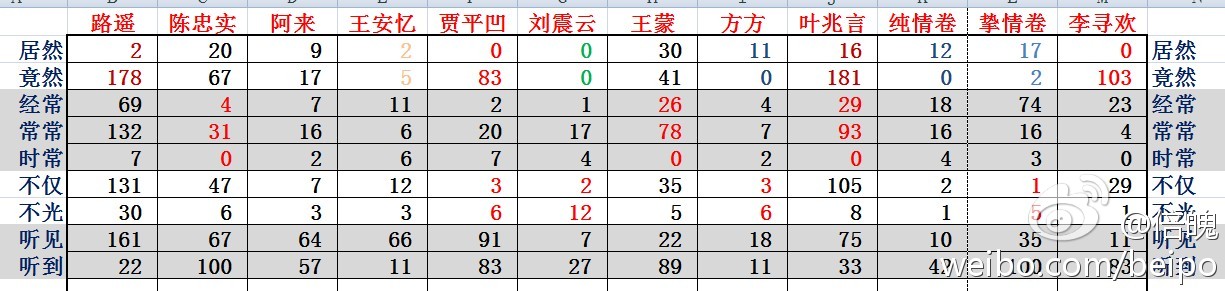 路遥 陈忠实 阿来 王安忆 贾平凹 刘震云 王蒙 方方 叶兆言 纯情卷 挚情卷 李寻欢
居然 2 20 9 2 0 0 30 11 16 12 17 0 居然
竟然 178 67 17 5 83 0 41 0 181 0 2 103 竟然
经常 69 4 7 11 2 1 26 4 29 18 74 23 经常
常常 132 31 16 6 20 17 78 7 93 16 16 4 常常
时常 7 0 2 6 7 4 0 2 0 4 3 0 时常
不仅 131 47 7 12 3 2 35 3 105 2 1 29 不仅
不光 30 6 3 3 6 12 5 6 8 1 5 1 不光
听见 161 67 64 66 91 7 22 18 75 10 35 11 听见
听到 22 100 57 11 83 27 89 11 33 42 100 83 听到
weibo.com/beipo